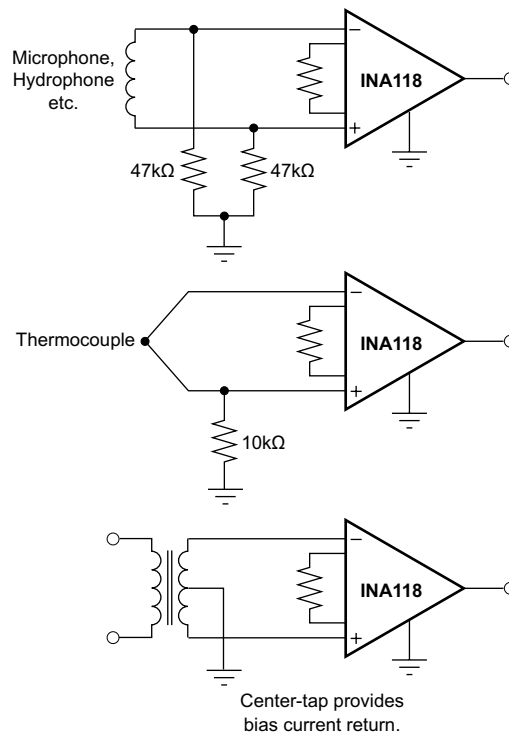 Microphone,
Hydrophone
etc.
−
INA118
+
47kΩ
47kΩ
Thermocouple
−
INA118
+
10kΩ
−
INA118
+
Center-tap provides
bias current return.